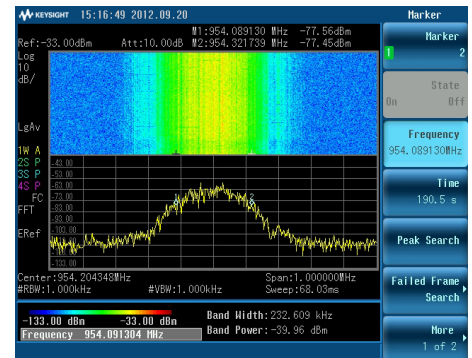 KEYSIGHT 15:16:49 2012.09.20
M1:954.089130 MHz -77.56dBm
Ref:-33.00dBm Att:10.00dB M2:954.321739 MHz -77.45dBm
Log
10
dB/
LgAv
1W A
2S P
3S P
4S P
FC
FFT
ERef
-43.00
-53.00
-63.00
-73.00
-83.00
-93.00
-103.00
-133.00
2
Center:954.204348MHz Span:1.000000MHz
#RBW:1.000kHz #VBW:1.000kHz Sweep:68.03ms
-133.00 dBm -33.00 dBm
Band Width:232.609 kHz
Band Power:-39.96 dBm
Frequency 954.091304 MHz
Marker
Marker
1 2
State
On Off
Frequency
954.089130MHz
Time
190.5 s
Peak Search
Failed Frame
Search
More
1 of 2